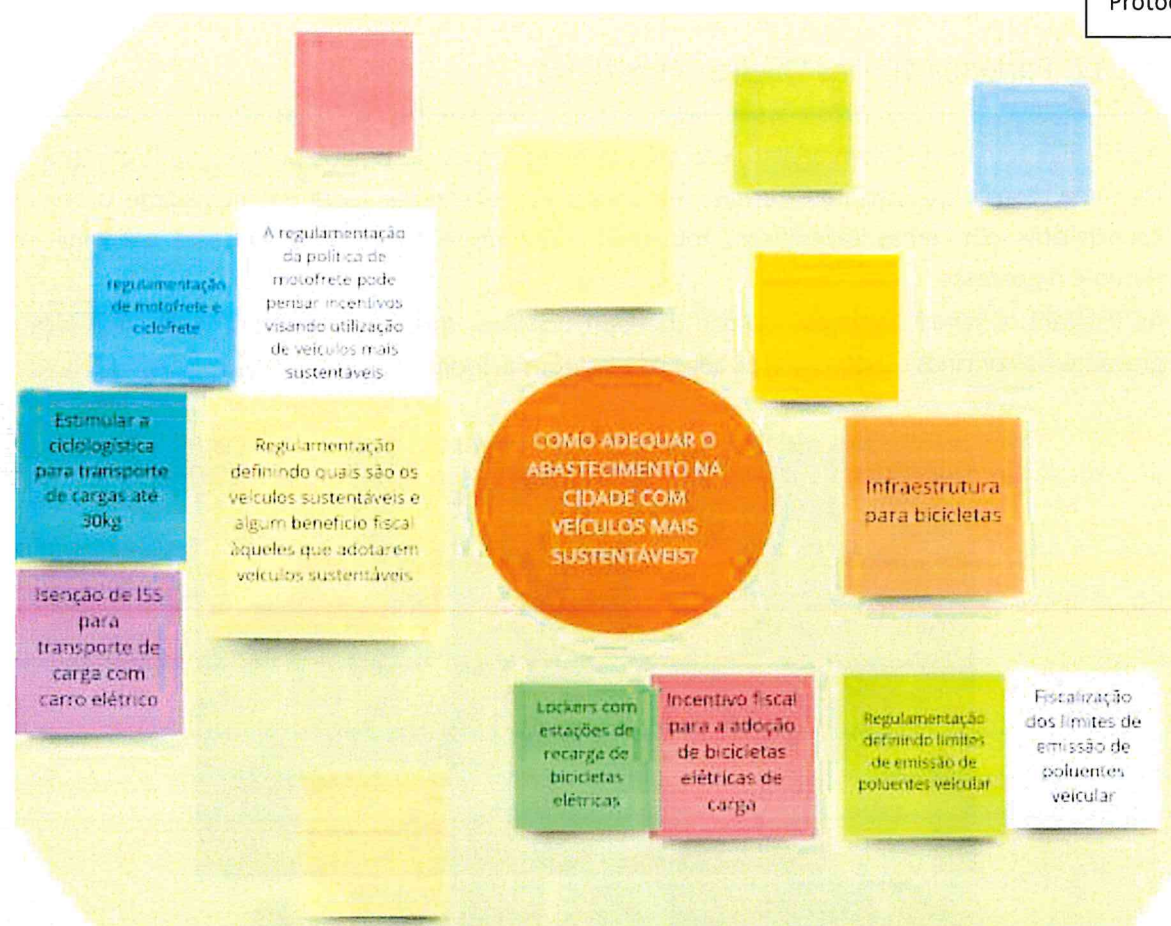 regulamentação
de motofrete e
ciclofrete
A regulamentação
da política de
motofrete pode
pensar incentivos
visando utilização
de veículos mais
sustentáveis
Estimular a
ciclologística
para transporte
de cargas até
30kg
Regulamentação
definindo quais são os
veículos sustentáveis e
algum benefício fiscal
àqueles que adotarem
veículos sustentáveis
COMO ADEQUAR O
ABASTECIMENTO NA
CIDADE COM
VEÍCULOS MAIS
SUSTENTÁVEIS?
Infraestrutura
para bicicletas
Isenção de ISS
para
transporte de
carga com
carro elétrico
Lockers com
estações de
recarga de
bicicletas
elétricas
Incentivo fiscal
para a adoção
de bicicletas
elétricas de
carga
Regulamentação
definindo limites
de emissão de
poluentes veicular
Fiscalização
dos limites de
emissão de
poluentes
veicular